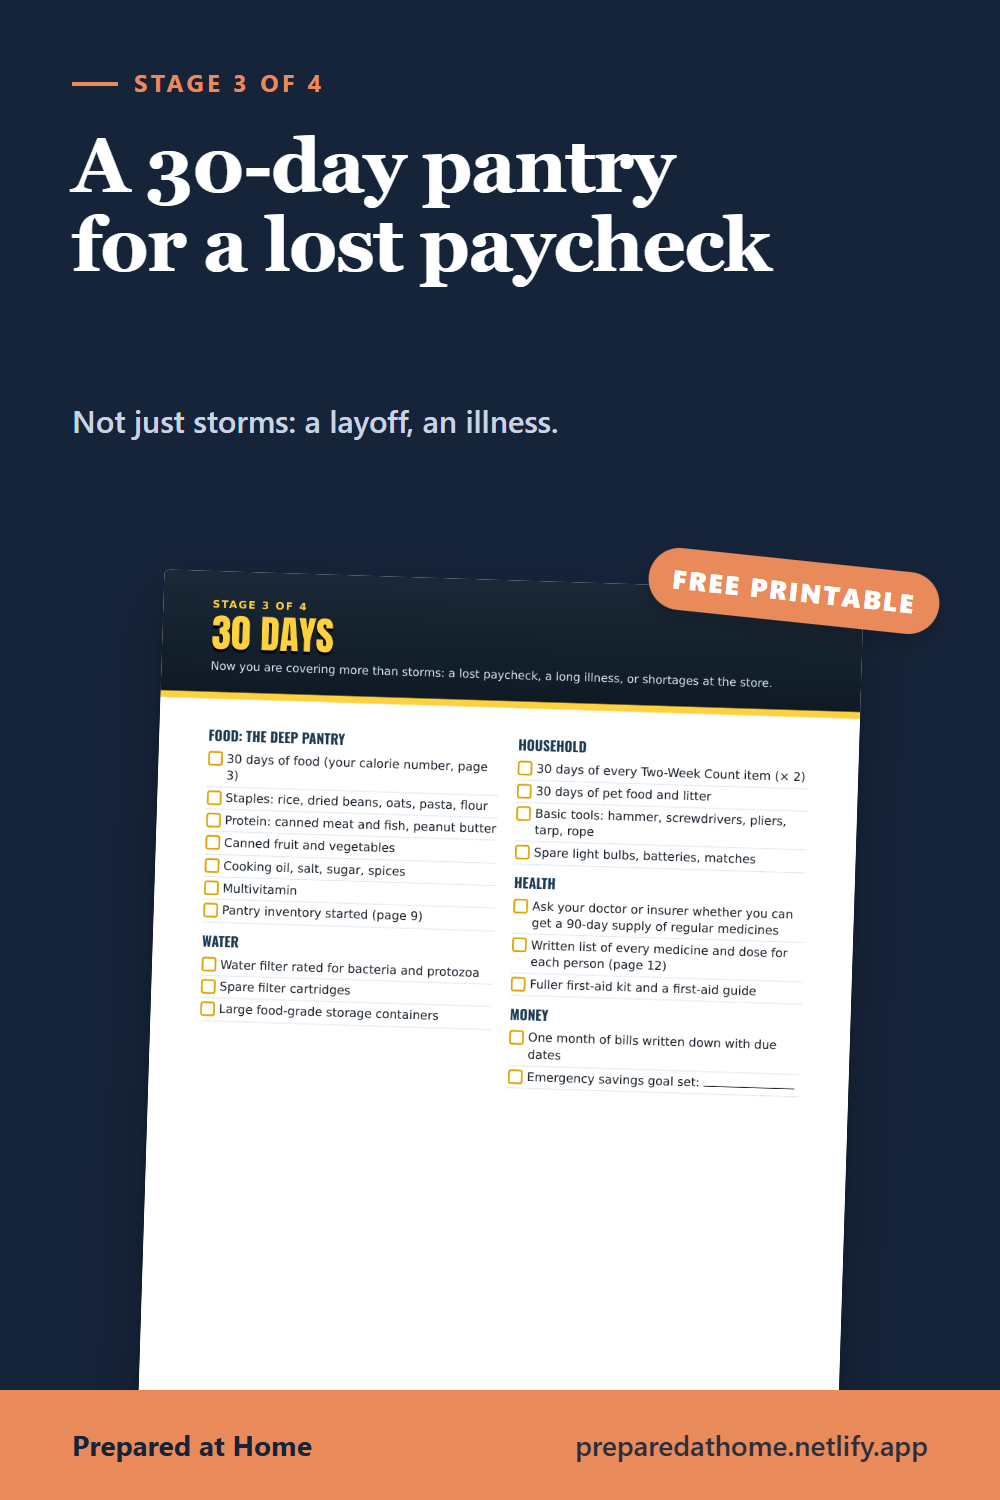 STAGE 3 OF 4
A 30-day pantry
for a lost paycheck
Not just storms: a layoff, an illness.
FREE PRINTABLE
STAGE 3 OF 4
30 DAYS
Now you are covering more than storms: a lost paycheck, a long illness, or shortages at the store.
FOOD: THE DEEP PANTRY
30 days of food (your calorie number, page
3)
Staples: rice, dried beans, oats, pasta, flour
Protein: canned meat and fish, peanut butter
Canned fruit and vegetables
Cooking oil, salt, sugar, spices
Multivitamin
Pantry inventory started (page 9)
WATER
Water filter rated for bacteria and protozoa
Spare filter cartridges
Large food-grade storage containers
HOUSEHOLD
30 days of every Two-Week Count item (× 2)
30 days of pet food and litter
Basic tools: hammer, screwdrivers, pliers,
tarp, rope
Spare light bulbs, batteries, matches
HEALTH
Ask your doctor or insurer whether you can
get a 90-day supply of regular medicines
Written list of every medicine and dose for
each person (page 12)
Fuller first-aid kit and a first-aid guide
MONEY
One month of bills written down with due
dates
Emergency savings goal set: ______________
Prepared at Home
preparedathome.netlify.app